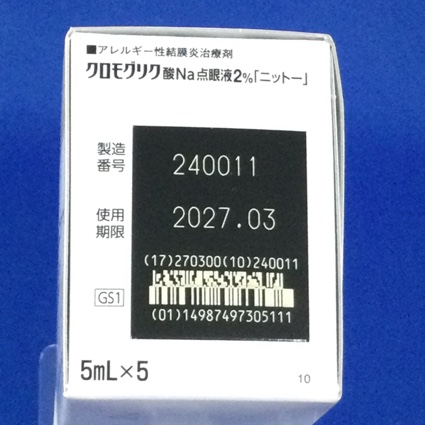 ■アレルギー性結膜炎治療剤
クロモグリク酸Na点眼液2%「ニットー」
製造番号 240011
使用期限 2027.03
(17)270300(10)240011
GS1
(01)14987497305111
5mL×5
10